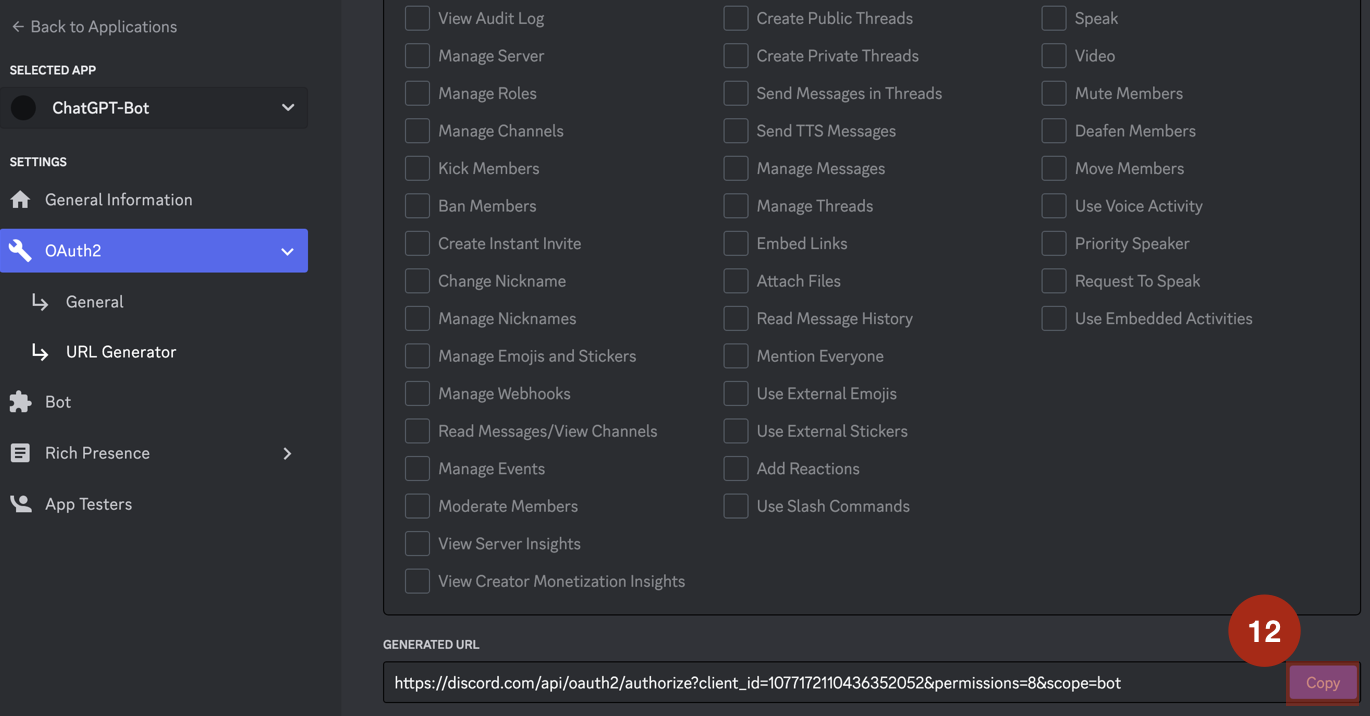 ← Back to Applications
SELECTED APP
ChatGPT-Bot
SETTINGS
General Information
OAuth2
General
URL Generator
Bot
Rich Presence
App Testers
View Audit Log
Manage Server
Manage Roles
Manage Channels
Kick Members
Ban Members
Create Instant Invite
Change Nickname
Manage Nicknames
Manage Emojis and Stickers
Manage Webhooks
Read Messages/View Channels
Manage Events
Moderate Members
View Server Insights
View Creator Monetization Insights
Create Public Threads
Create Private Threads
Send Messages in Threads
Send TTS Messages
Manage Messages
Manage Threads
Embed Links
Attach Files
Read Message History
Mention Everyone
Use External Emojis
Use External Stickers
Add Reactions
Use Slash Commands
Speak
Video
Mute Members
Deafen Members
Move Members
Use Voice Activity
Priority Speaker
Request To Speak
Use Embedded Activities
GENERATED URL
12
https://discord.com/api/oauth2/authorize?client_id=1077172110436352052&permissions=8&scope=bot
Copy